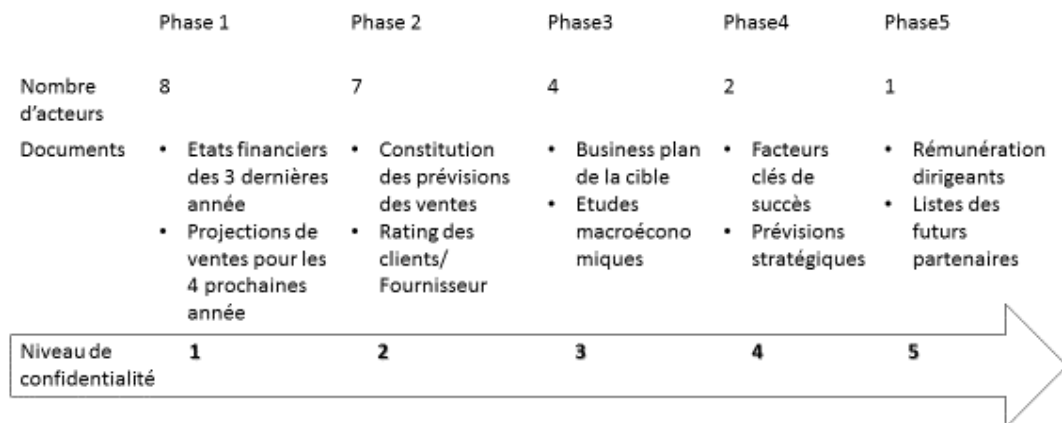 Phase 1 Phase 2 Phase3 Phase4 Phase5
Nombre d'acteurs 8 7 4 2 1
Documents
• Etats financiers
des 3 dernières
année
• Projections de
ventes pour les
4 prochaines
année
• Constitution
des prévisions
des ventes
• Rating des
clients/
Fournisseur
• Business plan
de la cible
• Etudes
macroécono
miques
• Facteurs
clés de
succès
• Prévisions
stratégiques
• Rémunération
dirigeants
• Listes des
futurs
partenaires
Niveau de
confidentialité
1 2 3 4 5